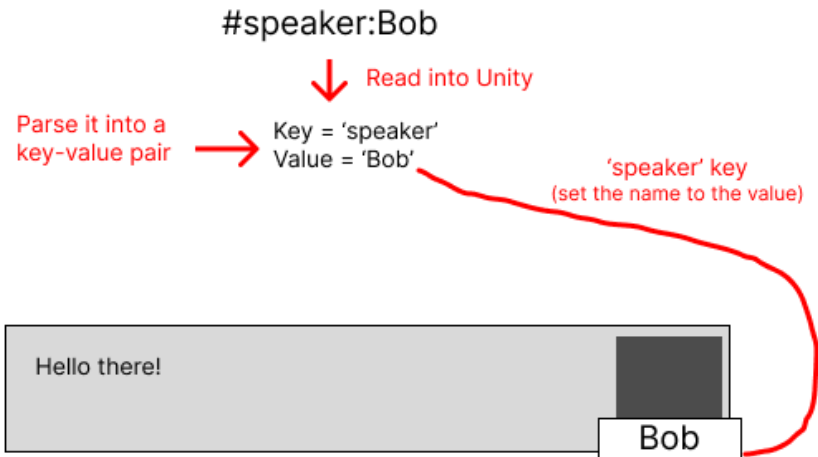 #speaker:Bob
Read into Unity
Parse it into a
key-value pair
Key = ‘speaker’
Value = ‘Bob’
‘speaker’ key
(set the name to the value)
Hello there!
Bob